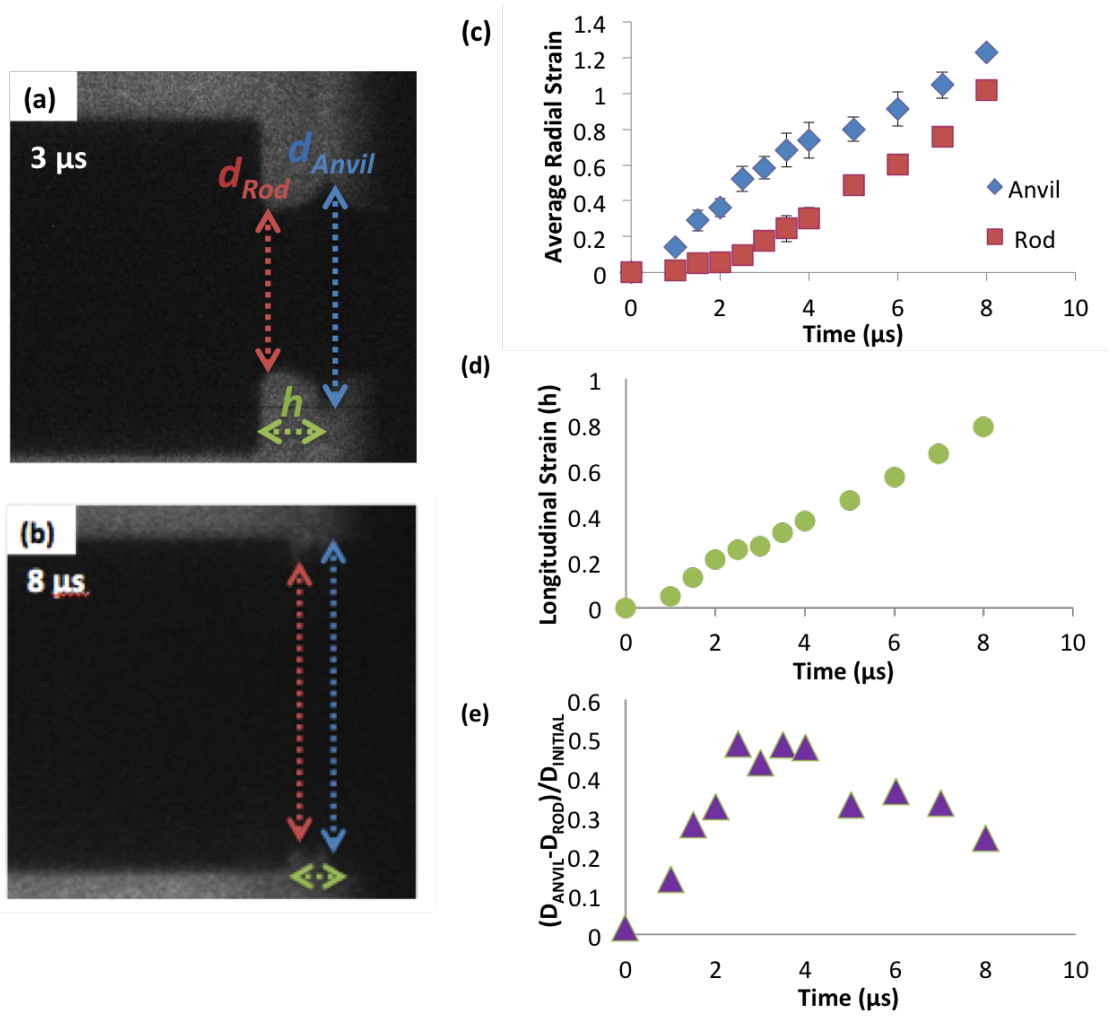 (a)
3 µs
d_Rod
d_Anvil
h
(b)
8 µs
(c)
Average Radial Strain
1.4
1.2
1
0.8
0.6
0.4
0.2
0
0 2 4 6 8 10
Time (µs)
Anvil
Rod
(d)
Longitudinal Strain (h)
1
0.8
0.6
0.4
0.2
0
0 2 4 6 8 10
Time (µs)
(e)
(D_ANVIL-D_ROD)/D_INITIAL
0.6
0.5
0.4
0.3
0.2
0.1
0
0 2 4 6 8 10
Time (µs)